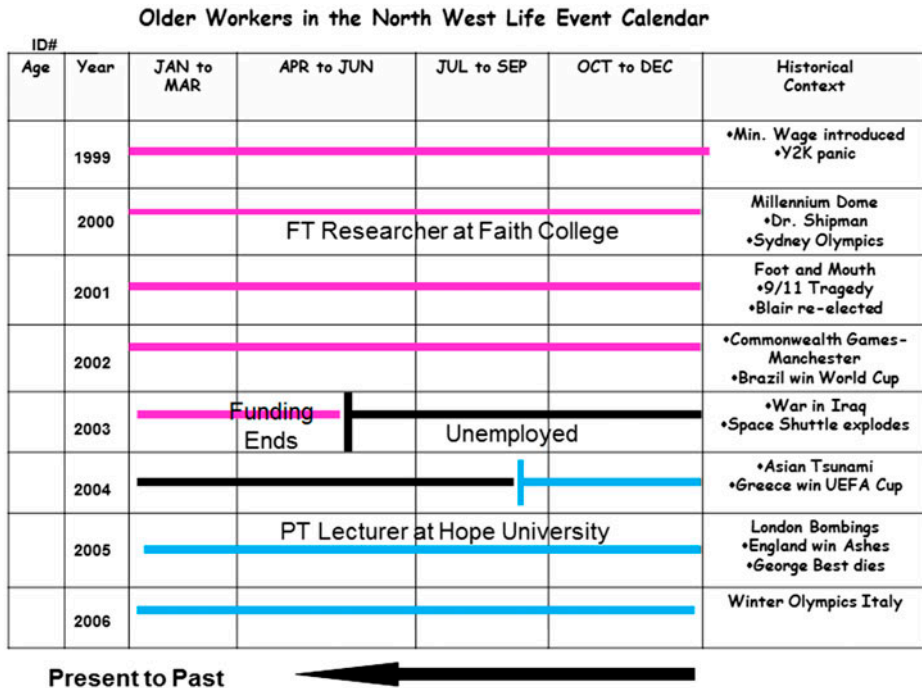 Older Workers in the North West Life Event Calendar
ID#
Age
Year
JAN to
MAR
APR to JUN
JUL to SEP
OCT to DEC
Historical
Context
1999
♦Min. Wage introduced
♦Y2K panic
2000
FT Researcher at Faith College
Millennium Dome
♦Dr. Shipman
♦Sydney Olympics
2001
Foot and Mouth
♦9/11 Tragedy
♦Blair re-elected
2002
♦Commonwealth Games-
Manchester
♦Brazil win World Cup
2003
Funding
Ends
Unemployed
♦War in Iraq
♦Space Shuttle explodes
2004
♦Asian Tsunami
♦Greece win UEFA Cup
2005
PT Lecturer at Hope University
London Bombings
♦England win Ashes
♦George Best dies
2006
Winter Olympics Italy
Present to Past